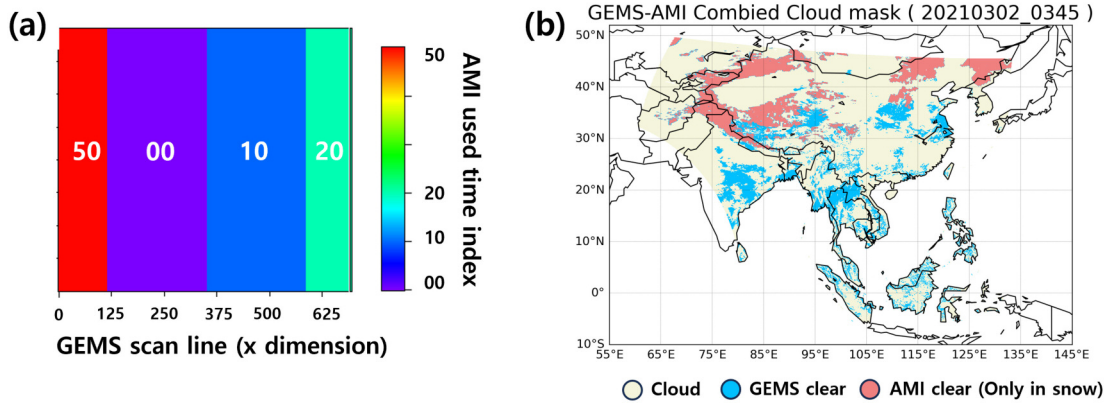 (a)
50
00
10
20
0
125
250
375
500
625
GEMS scan line (x dimension)
50
20
10
00
AMI used time index
(b)
GEMS-AMI Combied Cloud mask ( 20210302_0345 )
50°N
40°N
30°N
20°N
10°N
0°
10°S
55°E
65°E
75°E
85°E
95°E
105°E
115°E
125°E
135°E
145°E
Cloud
GEMS clear
AMI clear (Only in snow)